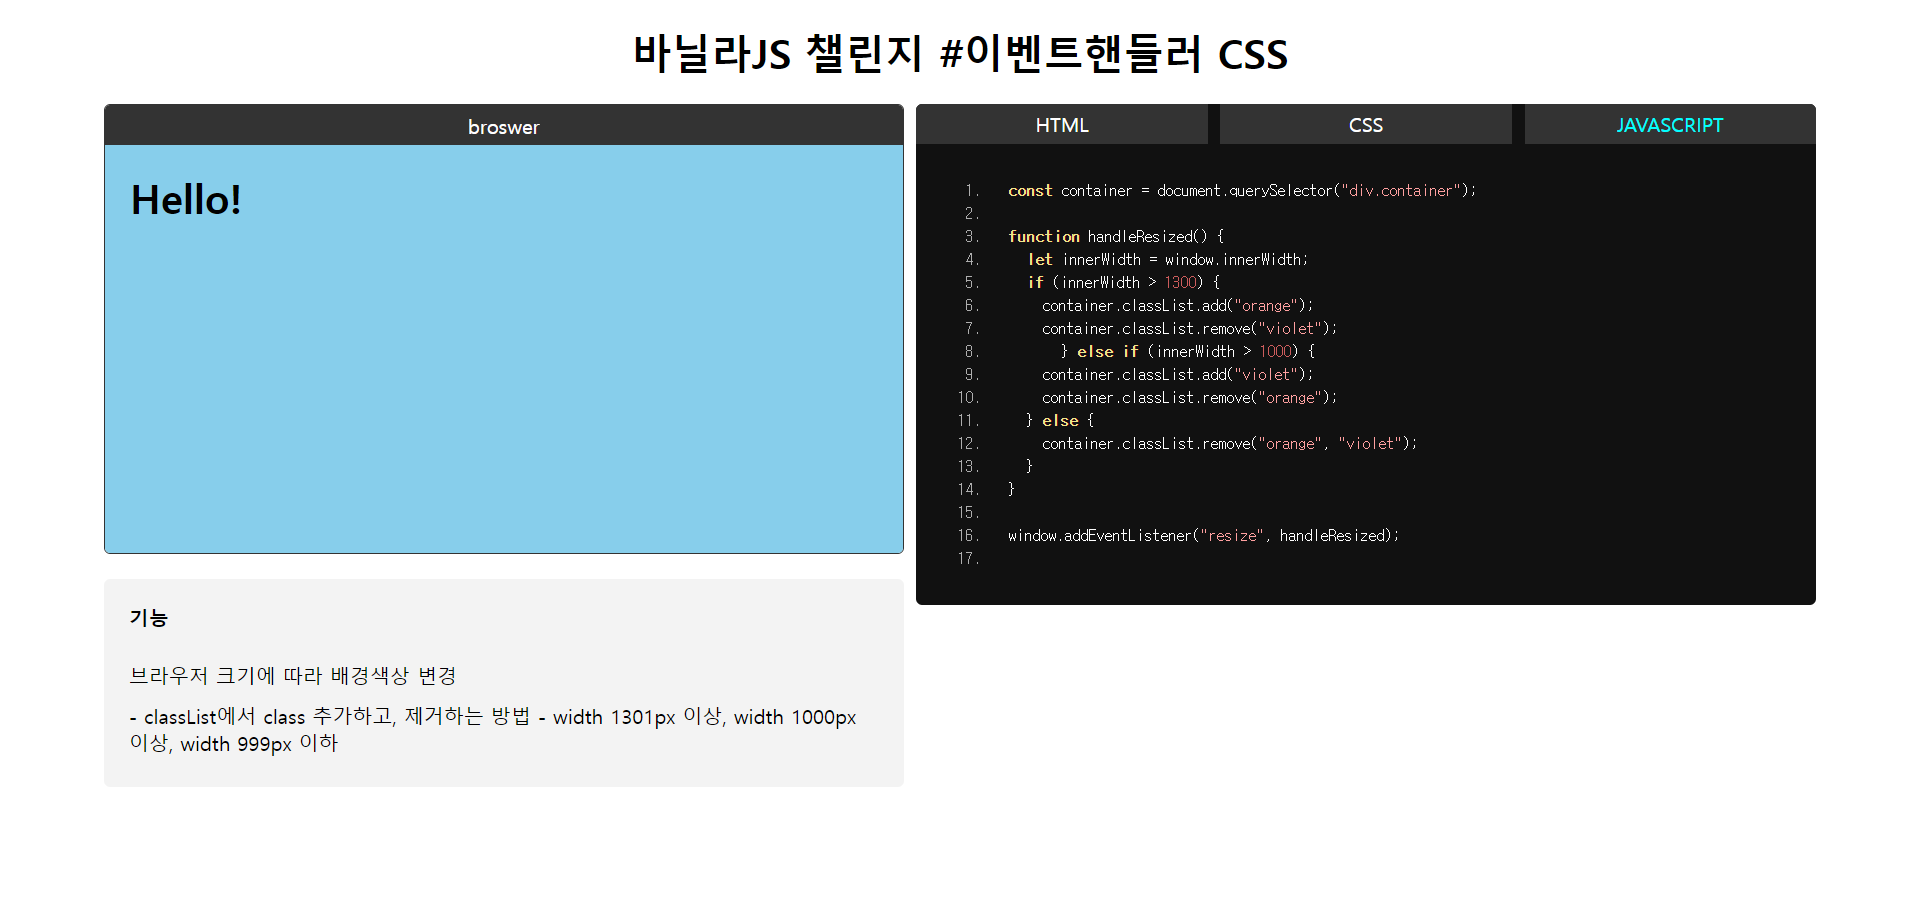 바닐라JS 챌린지 #이벤트핸들러 CSS
broswer
Hello!
기능
브라우저 크기에 따라 배경색상 변경
- classList에서 class 추가하고, 제거하는 방법 - width 1301px 이상, width 1000px
이상, width 999px 이하
HTML CSS JAVASCRIPT
1. const container = document.querySelector("div.container");
2.
3. function handleResized() {
4. let innerWidth = window.innerWidth;
5. if (innerWidth > 1300) {
6. container.classList.add("orange");
7. container.classList.remove("violet");
8. } else if (innerWidth > 1000) {
9. container.classList.add("violet");
10. container.classList.remove("orange");
11. } else {
12. container.classList.remove("orange", "violet");
13. }
14. }
15.
16. window.addEventListener("resize", handleResized);
17.